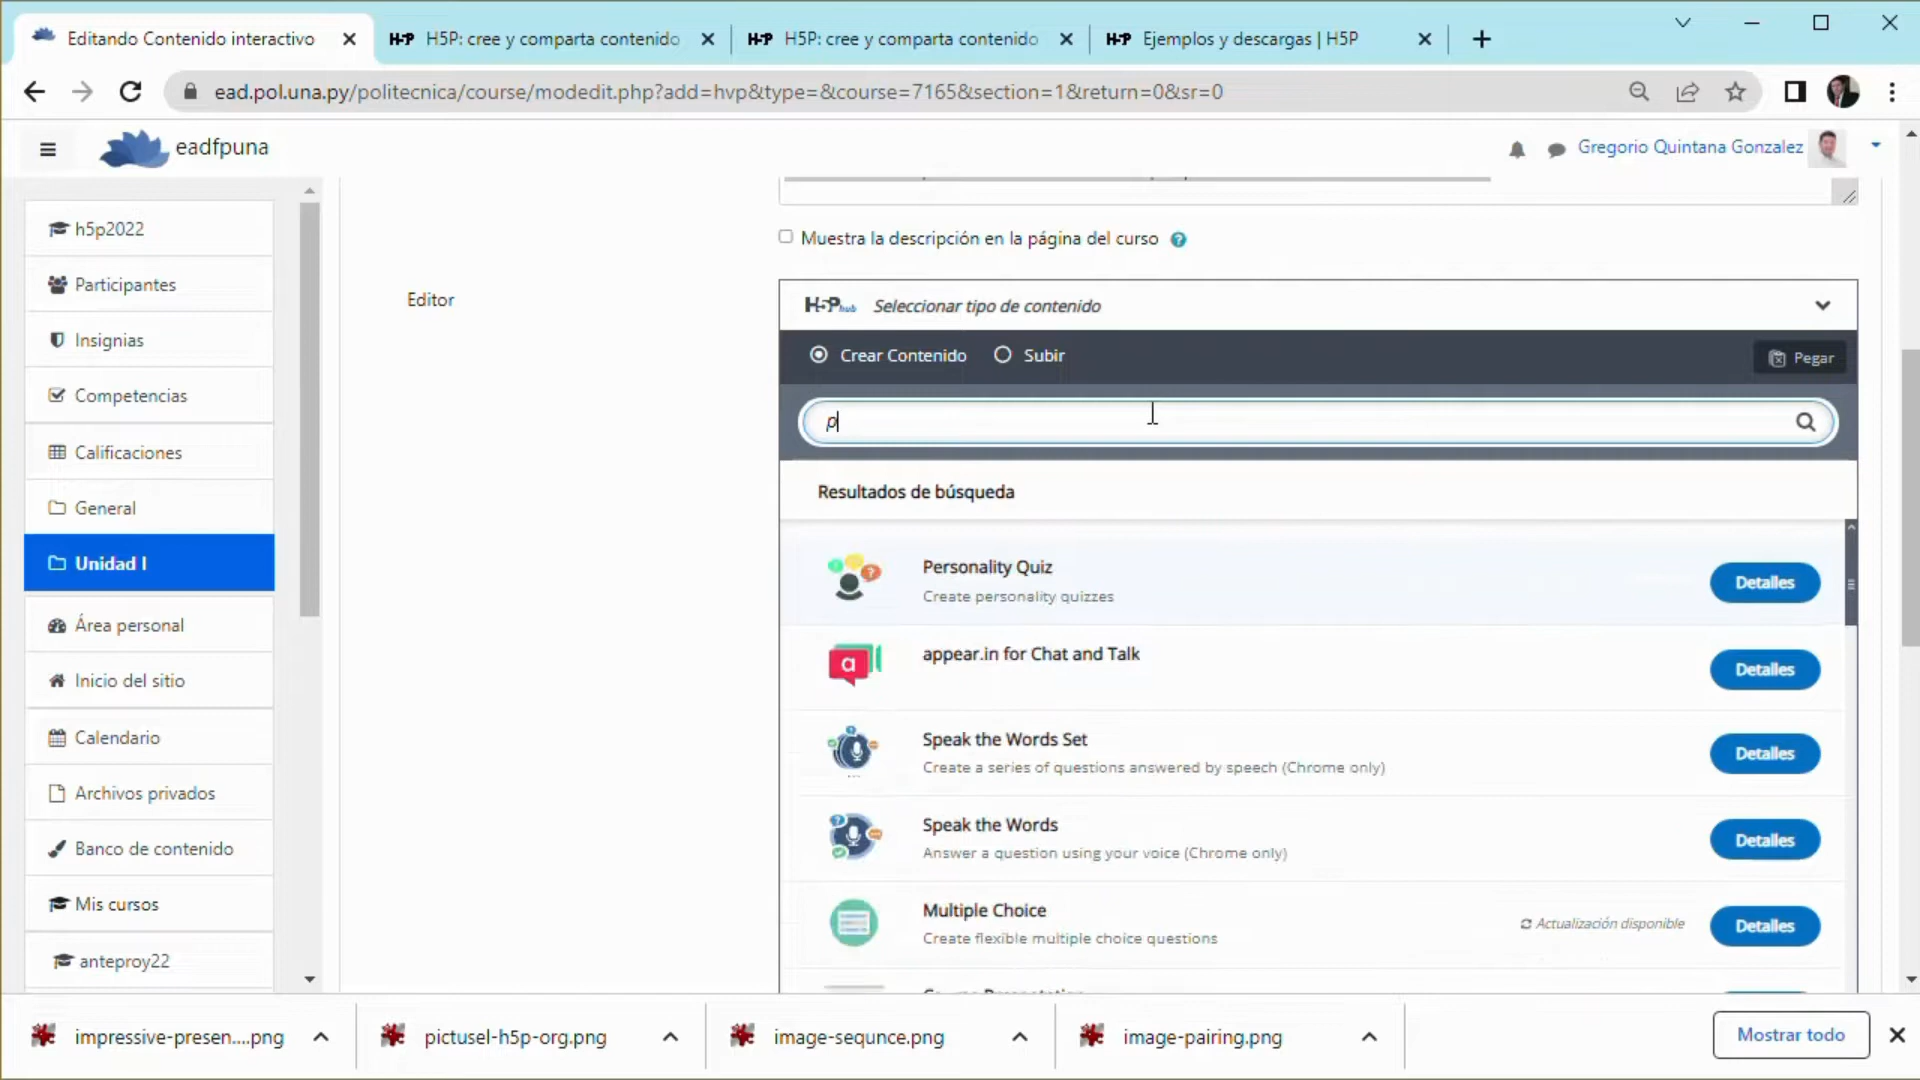 Editando Contenido interactivo
H5P H5P: cree y comparta contenido
H5P H5P: cree y comparta contenido
H5P Ejemplos y descargas | H5P
ead.pol.una.py/politecnica/course/modedit.php?add=hvp&type=&course=7165&section=1&return=0&sr=0
eadfpuna
Gregorio Quintana Gonzalez
h5p2022
Participantes
Insignias
Competencias
Calificaciones
General
Unidad I
Área personal
Inicio del sitio
Calendario
Archivos privados
Banco de contenido
Mis cursos
anteproy22
Muestra la descripción en la página del curso
Editor
H5P hub Seleccionar tipo de contenido
Crear Contenido Subir Pegar
p
Resultados de búsqueda
Personality Quiz
Create personality quizzes
Detalles
appear.in for Chat and Talk
Detalles
Speak the Words Set
Create a series of questions answered by speech (Chrome only)
Detalles
Speak the Words
Answer a question using your voice (Chrome only)
Detalles
Multiple Choice
Create flexible multiple choice questions
Actualización disponible
Detalles
impressive-presen....png
pictusel-h5p-org.png
image-sequnce.png
image-pairing.png
Mostrar todo